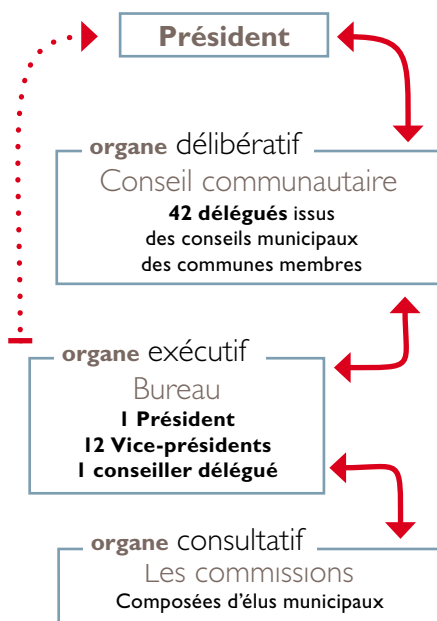 Président
organe délibératif
Conseil communautaire
42 délégués issus
des conseils municipaux
des communes membres
organe exécutif
Bureau
1 Président
12 Vice-présidents
1 conseiller délégué
organe consultatif
Les commissions
Composées d'élus municipaux